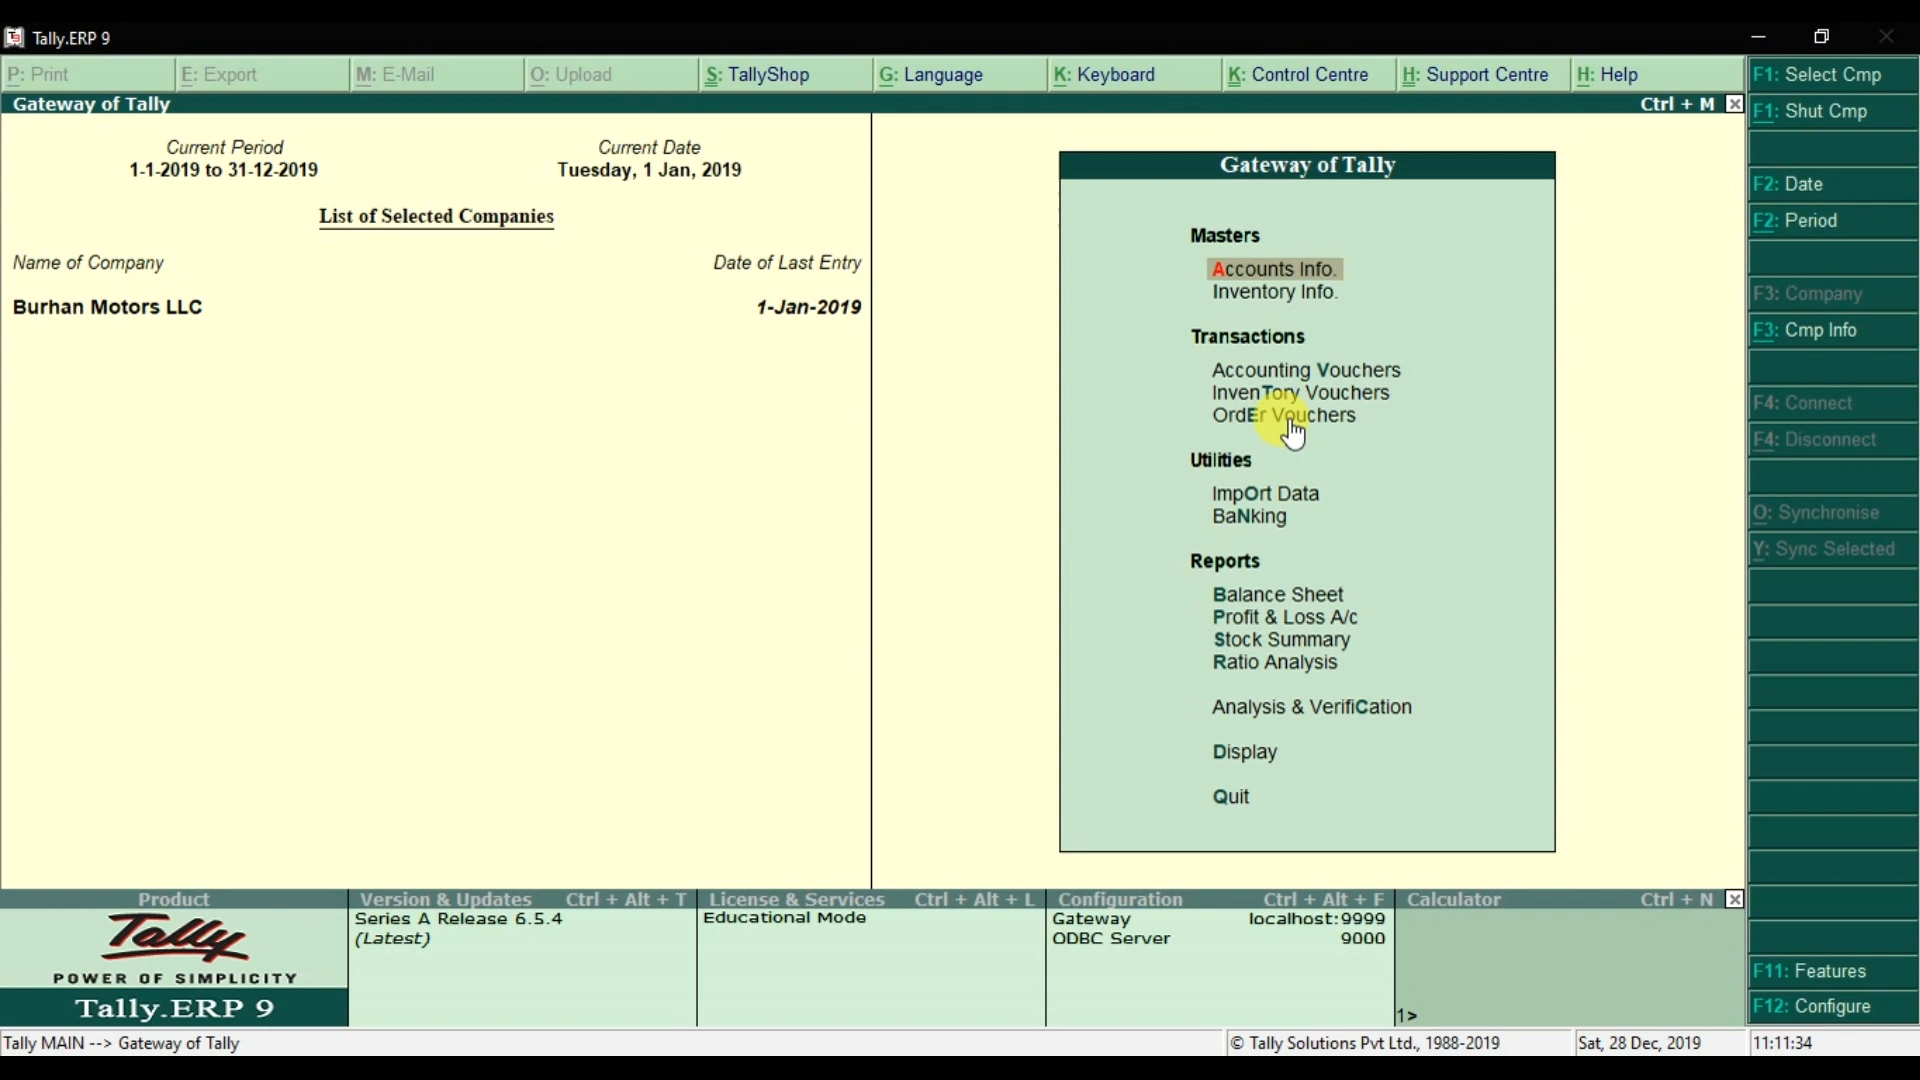 Tally.ERP 9
P: Print E: Export M: E-Mail O: Upload S: TallyShop G: Language K: Keyboard K: Control Centre H: Support Centre H: Help
Gateway of Tally Ctrl + M
Current Period Current Date
1-1-2019 to 31-12-2019 Tuesday, 1 Jan, 2019
List of Selected Companies
Name of Company Date of Last Entry
Burhan Motors LLC 1-Jan-2019
Gateway of Tally
Masters
Accounts Info.
Inventory Info.
Transactions
Accounting Vouchers
InvenTory Vouchers
OrdEr Vouchers
Utilities
ImpOrt Data
BaNking
Reports
Balance Sheet
Profit & Loss A/c
Stock Summary
Ratio Analysis
Analysis & VerifiCation
Display
Quit
F1: Select Cmp
F1: Shut Cmp
F2: Date
F2: Period
F3: Company
F3: Cmp Info
F4: Connect
F4: Disconnect
O: Synchronise
Y: Sync Selected
F11: Features
F12: Configure
Product
Tally
POWER OF SIMPLICITY
Tally.ERP 9
Version & Updates Ctrl + Alt + T
Series A Release 6.5.4
(Latest)
License & Services Ctrl + Alt + L
Educational Mode
Configuration Ctrl + Alt + F
Gateway localhost:9999
ODBC Server 9000
Calculator Ctrl + N
1>
Tally MAIN --> Gateway of Tally © Tally Solutions Pvt Ltd., 1988-2019 Sat, 28 Dec, 2019 11:11:34